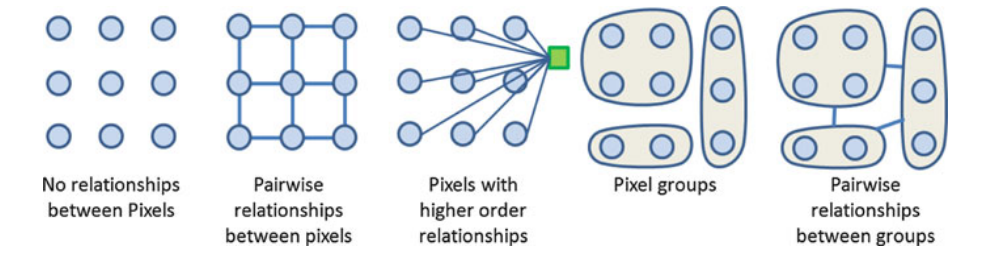 No relationships
between Pixels
Pairwise
relationships
between pixels
Pixels with
higher order
relationships
Pixel groups
Pairwise
relationships
between groups